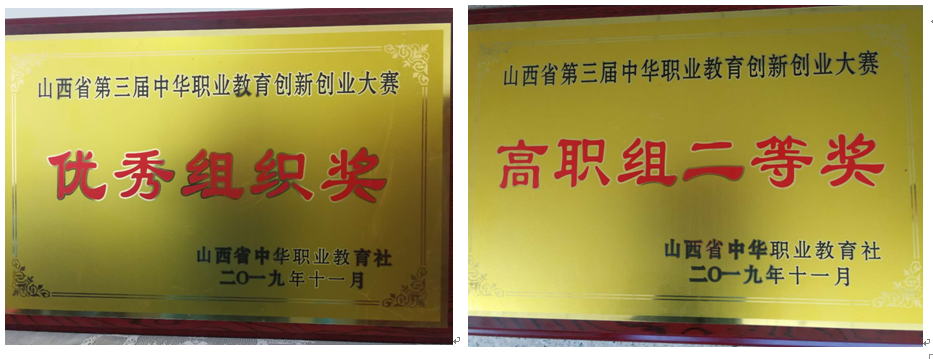 山西省第三届中华职业教育创新创业大赛
优秀组织奖
山西省中华职业教育社
二〇一九年十一月
山西省第三届中华职业教育创新创业大赛
高职组二等奖
山西省中华职业教育社
二〇一九年十一月